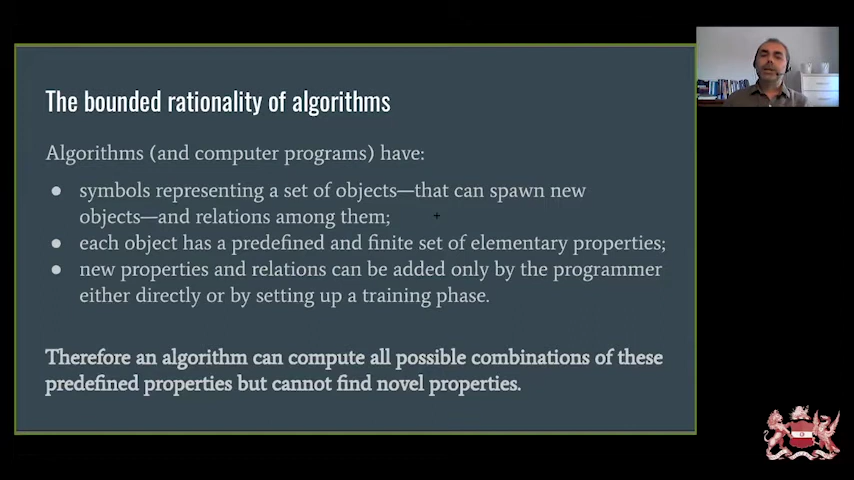 The bounded rationality of algorithms
Algorithms (and computer programs) have:
● symbols representing a set of objects—that can spawn new
objects—and relations among them;
● each object has a predefined and finite set of elementary properties;
● new properties and relations can be added only by the programmer
either directly or by setting up a training phase.
Therefore an algorithm can compute all possible combinations of these
predefined properties but cannot find novel properties.